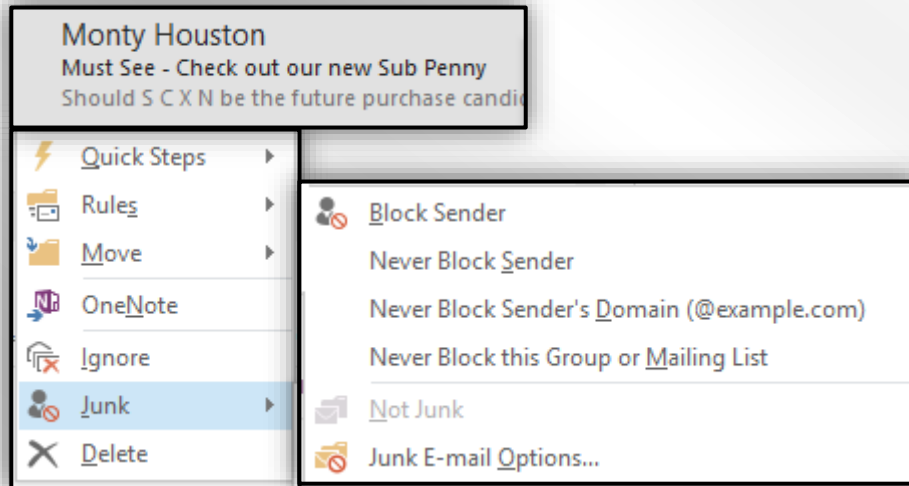 Monty Houston
Must See - Check out our new Sub Penny
Should S C X N be the future purchase
Quick Steps
Rules
Move
OneNote
Ignore
Junk
Delete
Block Sender
Never Block Sender
Never Block Sender's Domain (@example.com)
Never Block this Group or Mailing List
Not Junk
Junk E-mail Options...